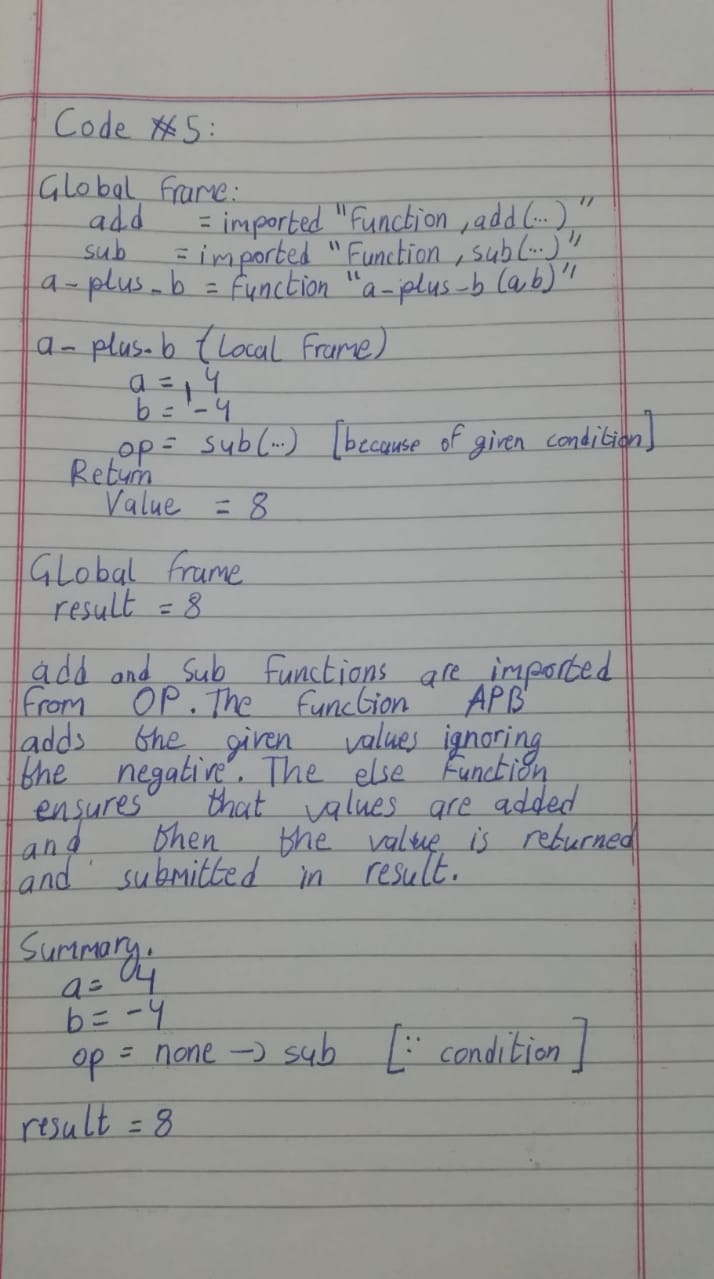 Code #5:
Global Frame:
add = imported "Function, add(...)"
sub = imported "Function, sub(...)"
a-plus-b = Function "a-plus-b (a,b)"
a-plus-b (Local Frame)
a = 4
b = -4
op = sub(...) [because of given condition]
Return
Value = 8
Global Frame
result = 8
add and sub functions are imported
from OP. The function APB
adds the given values ignoring
the negative. The else Function
ensures that values are added
and then the value is returned
and submitted in result.
Summary.
a = 4
b = -4
op = none → sub [∵ condition]
result = 8